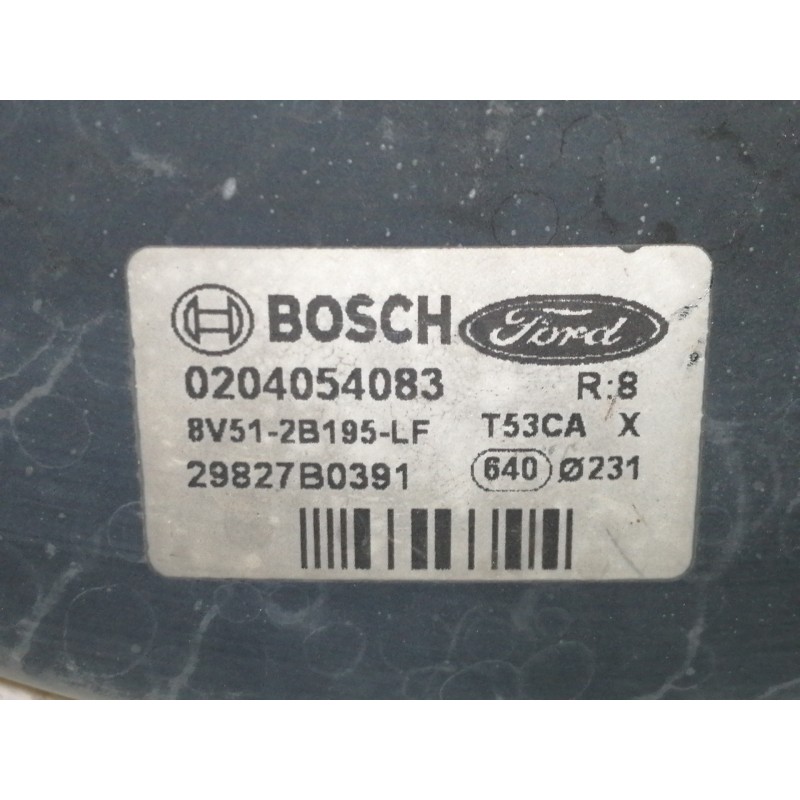 BOSCH Ford
0204054083 R:8
8V51-2B195-LF T53CA X
29827B0391 640 Ø231